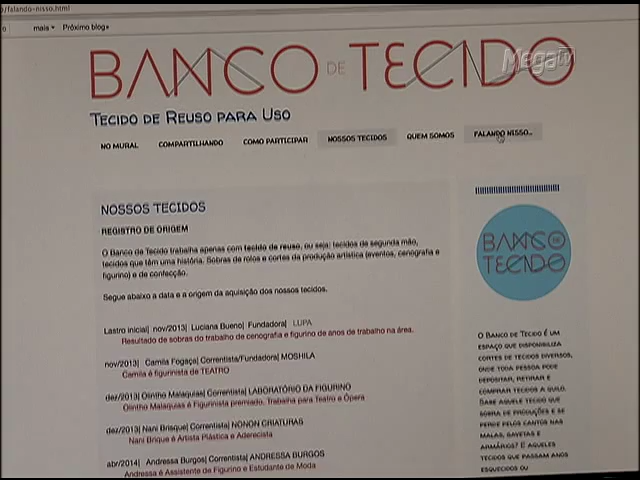 /falando-nisso.html
mais Próximo blog»
BANCO DE TECIDO
Megatv
Tecido de Reuso para Uso
NO MURAL COMPARTILHANDO COMO PARTICIPAR NOSSOS TECIDOS QUEM SOMOS FALANDO NISSO...
NOSSOS TECIDOS
REGISTRO DE ORIGEM
O Banco de Tecido trabalha apenas com tecido de reuso, ou seja: tecidos de segunda mão,
tecidos que têm uma história. Sobras de rolos e cortes da produção artística (eventos, cenografia e
figurino) e de confecção.
Segue abaixo a data e a origem da aquisição dos nossos tecidos.
Lastro inicial| nov/2013| Luciana Bueno| Fundadora| LUPA
Resultado de sobras do trabalho de cenografia e figurino de anos de trabalho na área.
nov/2013| Camila Fogaça| Correntista/Fundadora| MOSHILA
Camila é figurinista de TEATRO
dez/2013| Olintho Malaquias| Correntista| LABORATÓRIO DA FIGURINO
Olintho Malaquias é Figurinista premiado. Trabalha para Teatro e Ópera
dez/2013| Nani Brisque| Correntista| NONON CRIATURAS
Nani Brique é Artista Plástica e Aderecista
abr/2014| Andressa Burgos| Correntista| ANDRESSA BURGOS
Andressa é Assistente de Figurino e Estudante de Moda
BANCO DE
TECIDO
O Banco de Tecido é um
espaço que disponibiliza
cortes de tecidos diversos,
onde toda pessoa pode
depositar, retirar e
comprar tecidos a quilo.
Sabe aquele tecido que
sobra de produções e se
perde pelos cantos nas
malas, gavetas e
armários? E aqueles
tecidos que passam anos
esquecidos ou